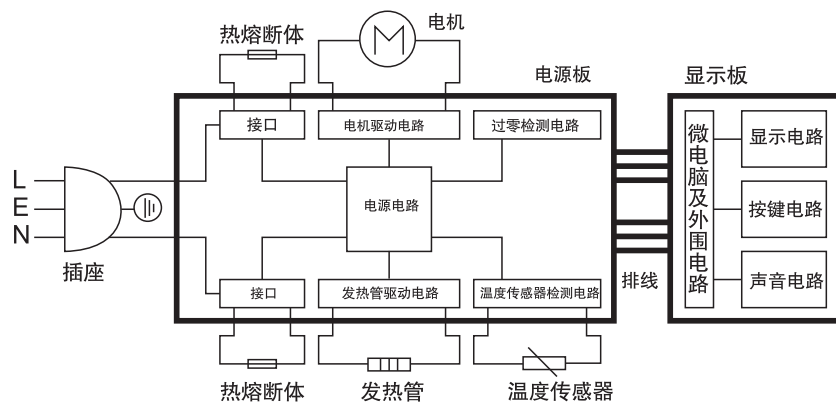 热熔断体
电机
M
电源板
显示板
接口
电机驱动电路
过零检测电路
微电脑及外围电路
显示电路
L
E
N
插座
电源电路
按键电路
接口
发热管驱动电路
温度传感器检测电路
排线
声音电路
热熔断体
发热管
温度传感器